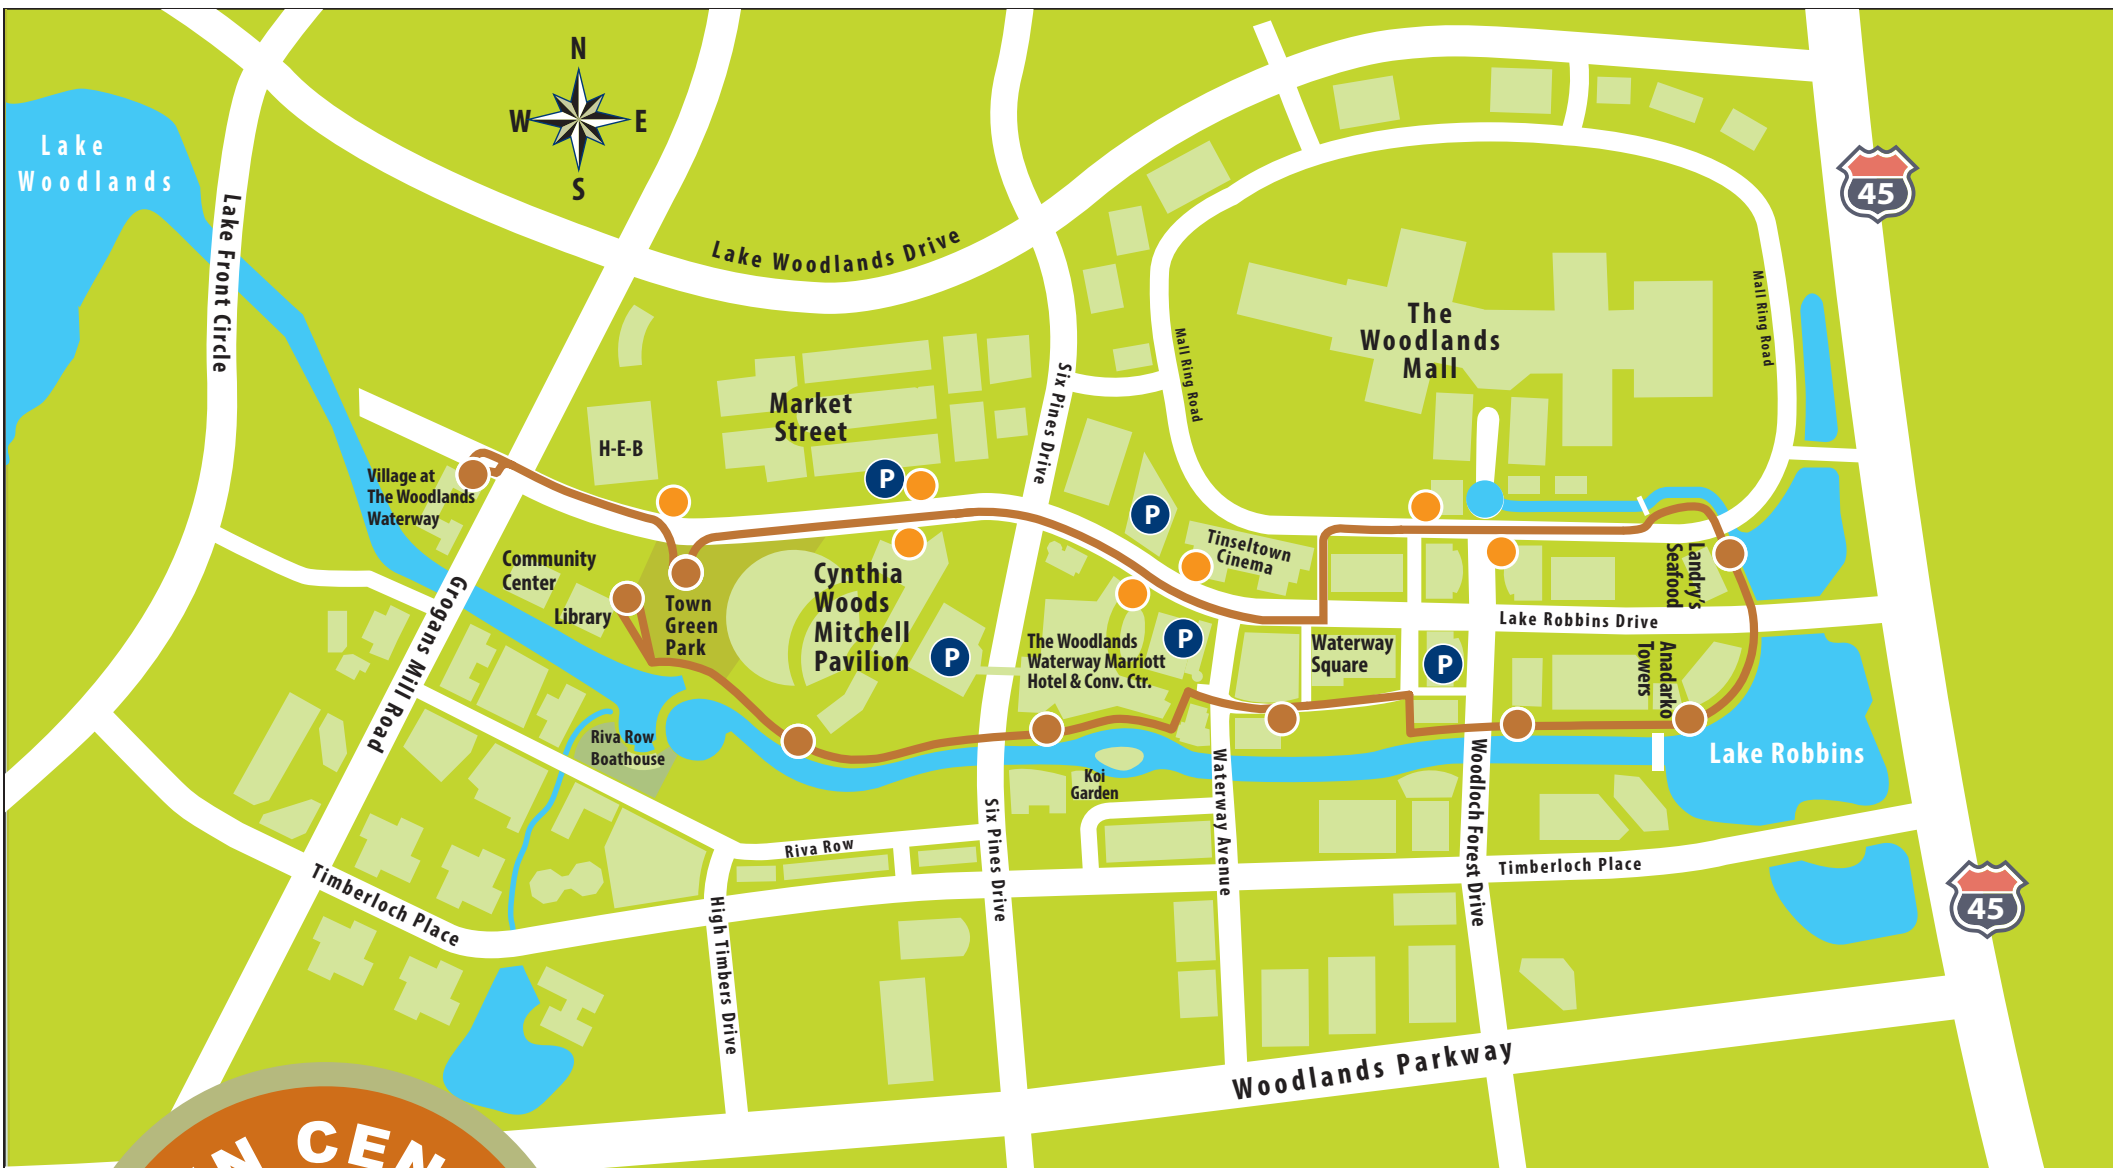 N
W
E
S
Lake
Woodlands
Lake Front Circle
Lake Woodlands Drive
45
The
Woodlands
Mall
Mall Ring Road
Mall Ring Road
Six Pines Drive
Market
Street
H-E-B
P
P
Village at
The Woodlands
Waterway
Tinseltown
Cinema
Community
Center
Library
Town
Green
Park
Cynthia
Woods
Mitchell
Pavilion
P
The Woodlands
Waterway Marriott
Hotel & Conv. Ctr.
P
Waterway
Square
P
Lake Robbins Drive
Landry's
Seafood
Anadarko
Towers
Lake Robbins
Grogans Mill Road
Riva Row
Boathouse
Koi
Garden
Riva Row
Six Pines Drive
Waterway Avenue
Woodloch Forest Drive
Timberloch Place
Timberloch Place
High Timbers Drive
45
Woodlands Parkway
N CEN